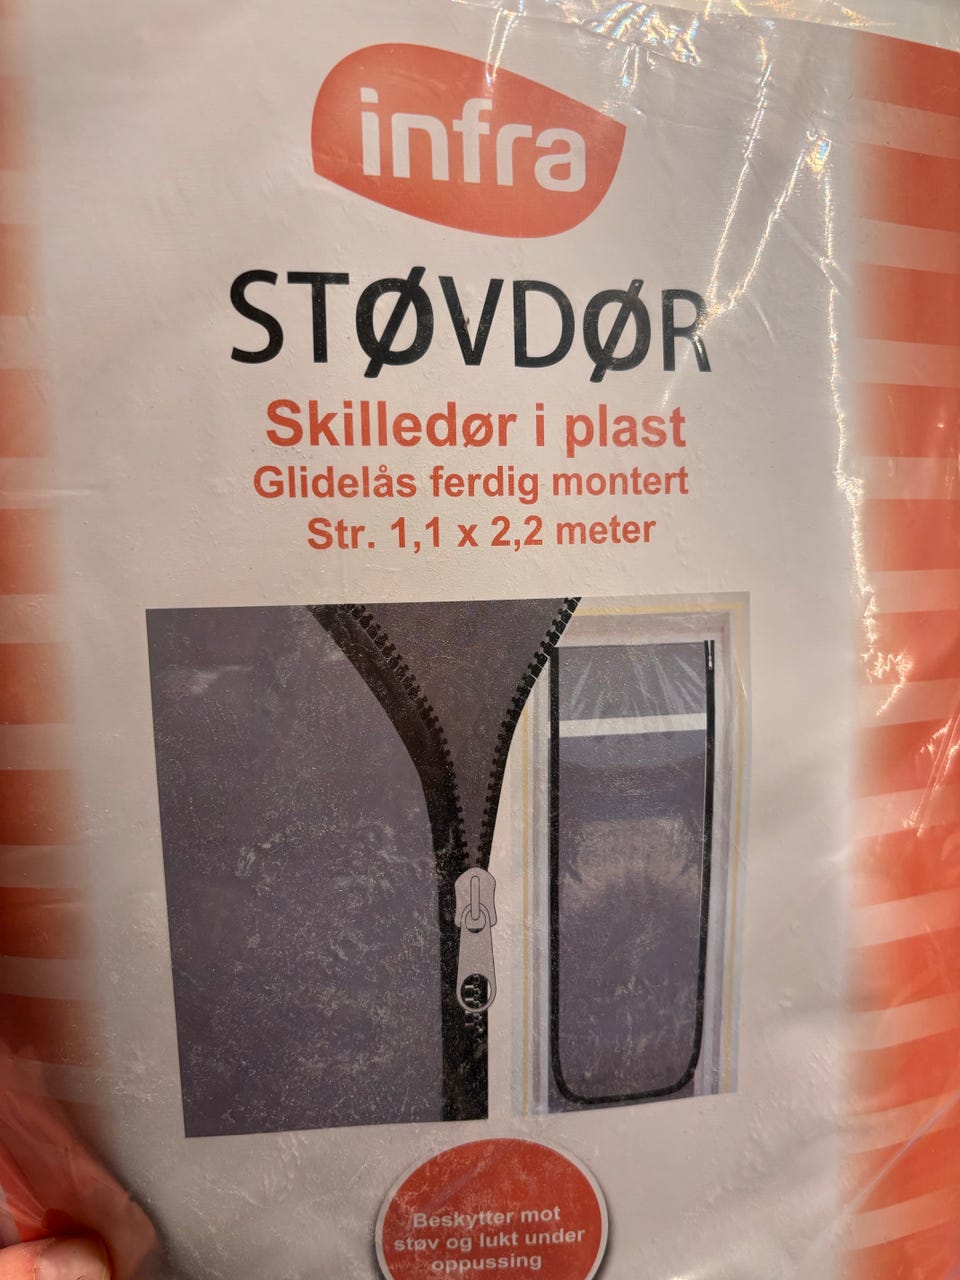 infra
STØVDØR
Skilledør i plast
Glidelås ferdig montert
Str. 1,1 x 2,2 meter
Beskytter mot
støv og lukt under
oppussing